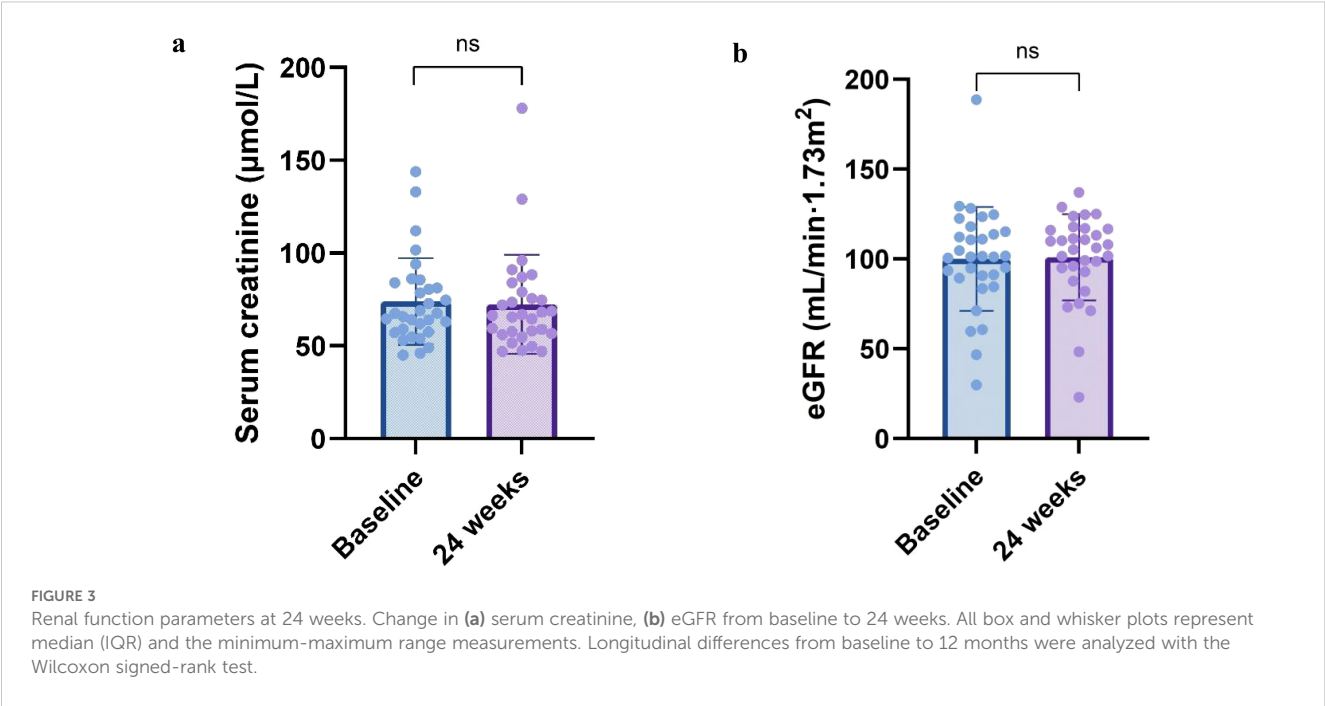 a
ns
Serum creatinine (µmol/L)
200
150
100
50
0
Baseline
24 weeks
b
ns
eGFR (mL/min·1.73m²)
200
150
100
50
0
Baseline
24 weeks
FIGURE 3
Renal function parameters at 24 weeks. Change in (a) serum creatinine, (b) eGFR from baseline to 24 weeks. All box and whisker plots represent
median (IQR) and the minimum-maximum range measurements. Longitudinal differences from baseline to 12 months were analyzed with the
Wilcoxon signed-rank test.